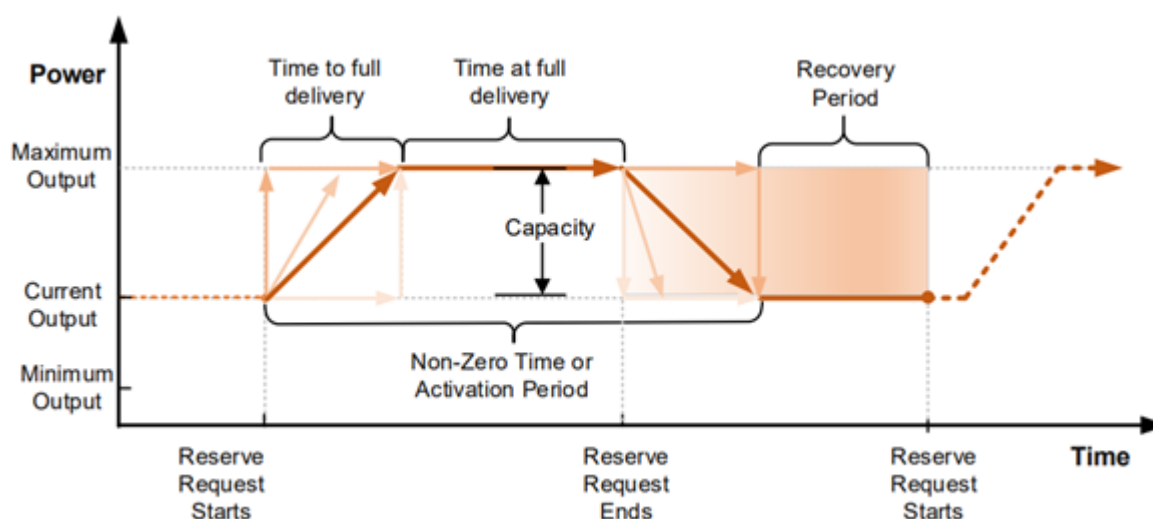 Power
Time to full
delivery
Time at full
delivery
Recovery
Period
Maximum
Output
Capacity
Current
Output
Non-Zero Time or
Activation Period
Minimum
Output
Reserve
Request
Starts
Reserve
Request
Ends
Reserve
Request
Starts
Time